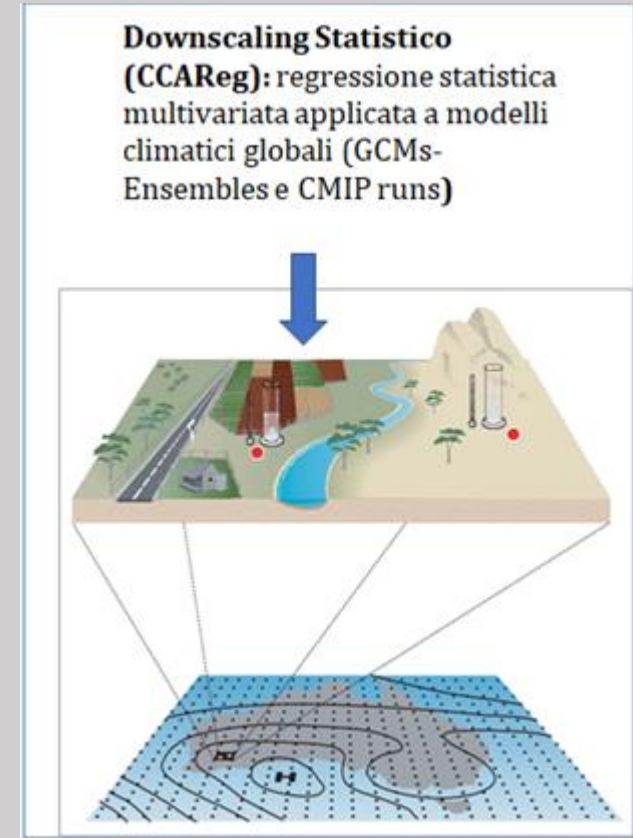 Downscaling Statistico
(CCAReg): regressione statistica
multivariata applicata a modelli
climatici globali (GCMs-
Ensembles e CMIP runs)